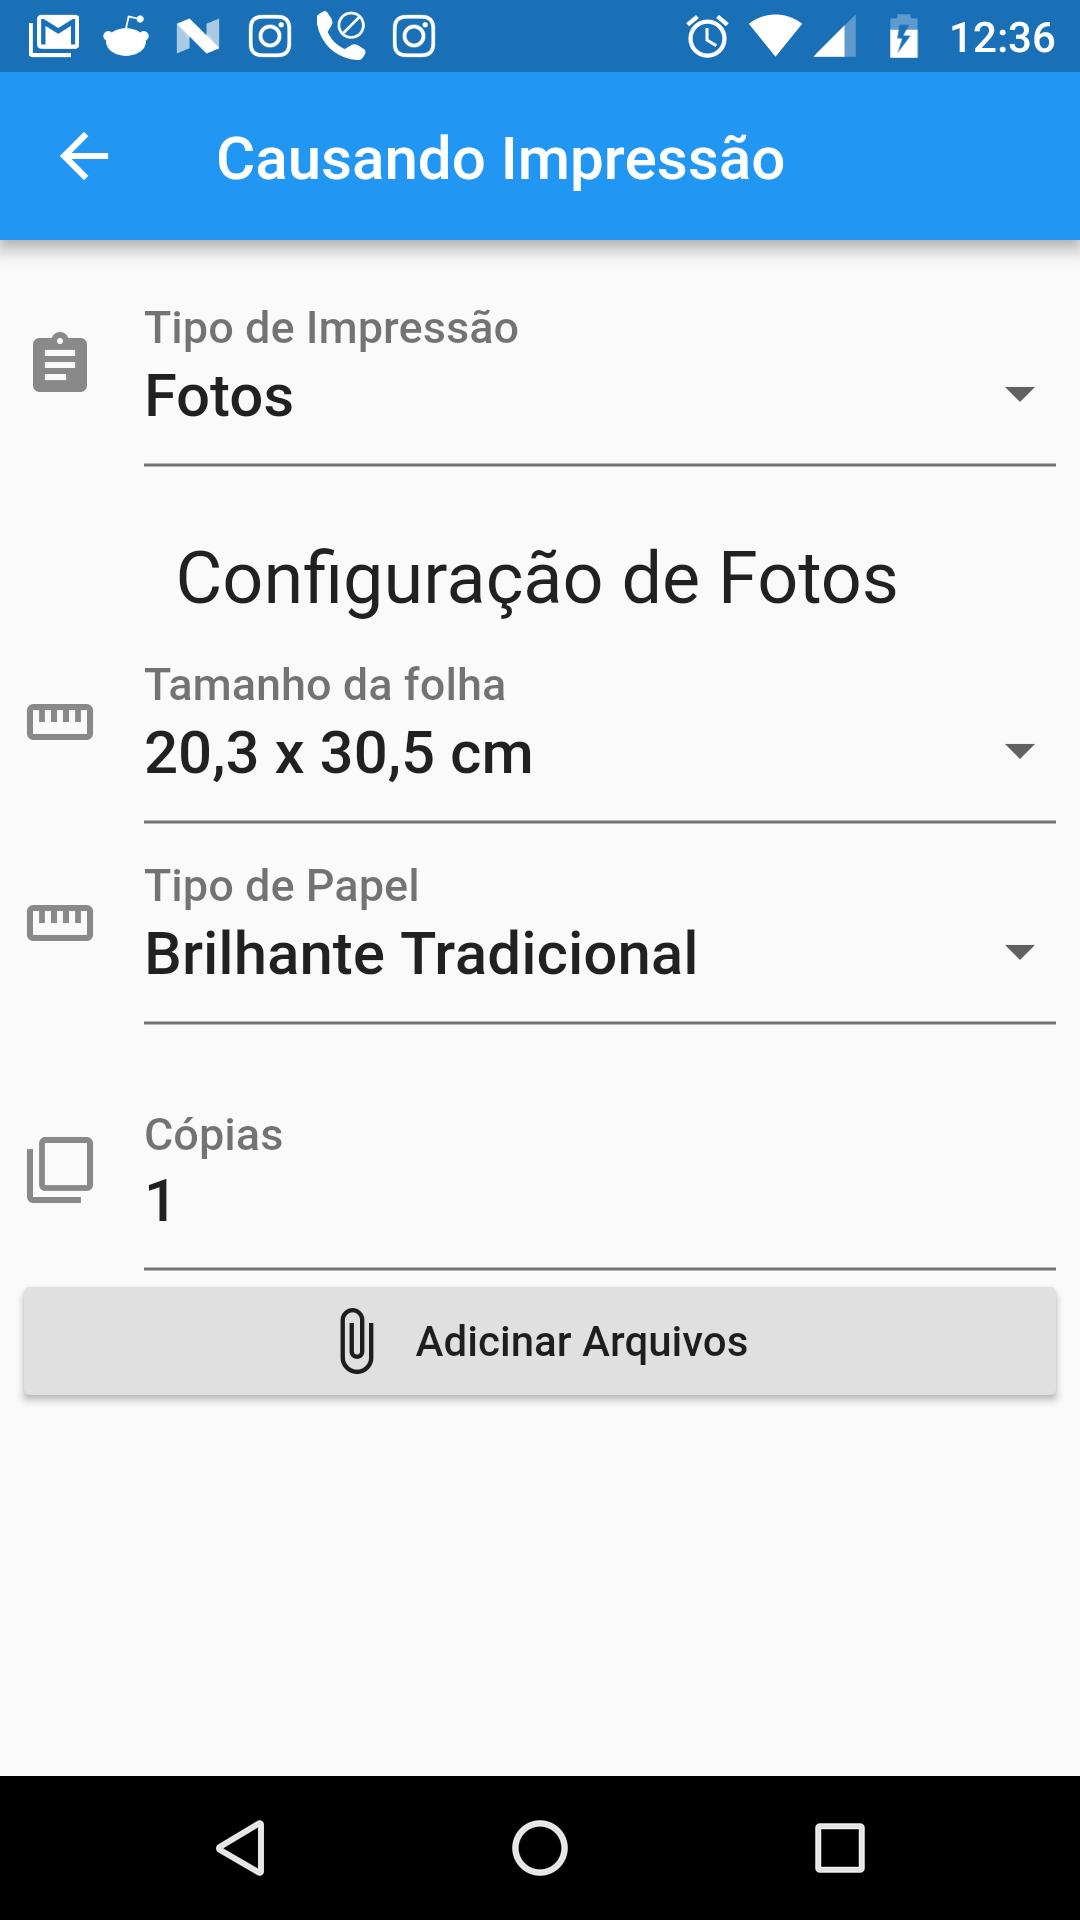 12:36
Causando Impressão
Tipo de Impressão
Fotos
Configuração de Fotos
Tamanho da folha
20,3 x 30,5 cm
Tipo de Papel
Brilhante Tradicional
Cópias
1
Adicinar Arquivos